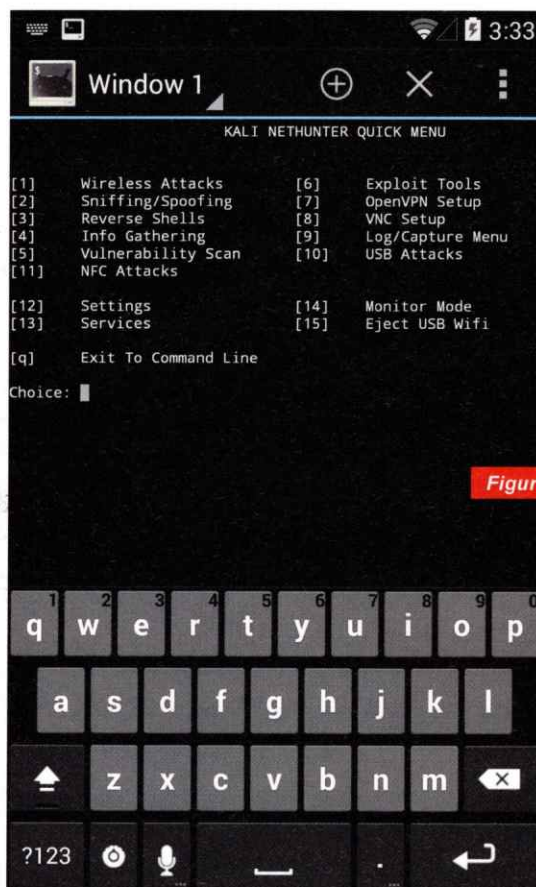 3:33
Window 1
KALI NETHUNTER QUICK MENU
[1] Wireless Attacks [6] Exploit Tools
[2] Sniffing/Spoofing [7] OpenVPN Setup
[3] Reverse Shells [8] VNC Setup
[4] Info Gathering [9] Log/Capture Menu
[5] Vulnerability Scan [10] USB Attacks
[11] NFC Attacks
[12] Settings [14] Monitor Mode
[13] Services [15] Eject USB Wifi
[q] Exit To Command Line
Choice:
Figur
1 2 3 4 5 6 7 8 9 0
q w e r t y u i o p
a s d f g h j k l
z x c v b n m
?123 . ...